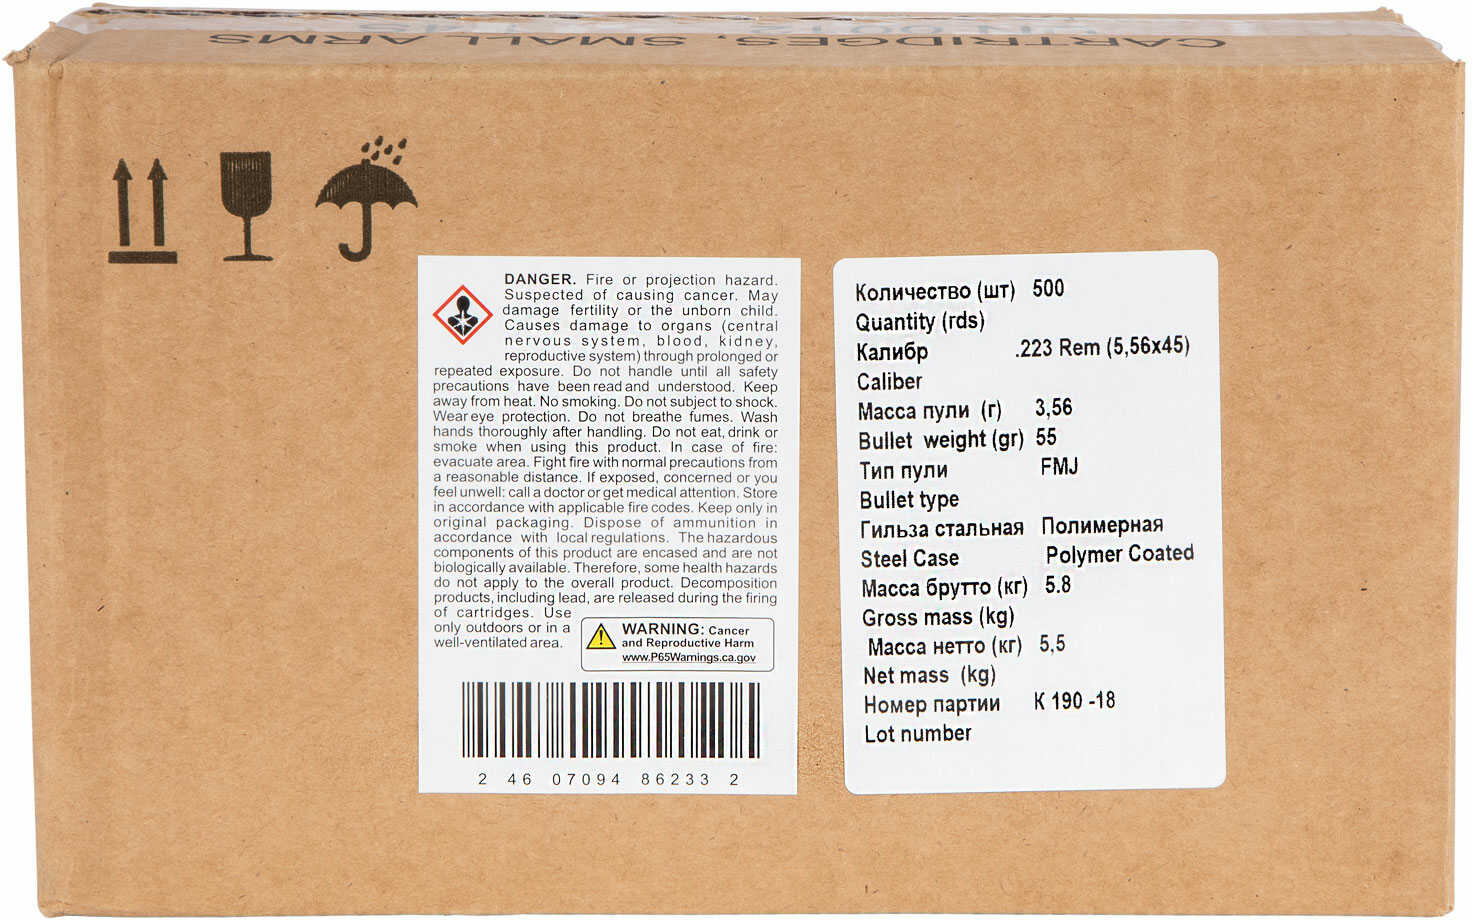 CARTRIDGES, SMALL ARMS
UN0012
DANGER. Fire or projection hazard.
Suspected of causing cancer. May
damage fertility or the unborn child.
Causes damage to organs (central
nervous system, blood, kidney,
reproductive system) through prolonged or
repeated exposure. Do not handle until all safety
precautions have been read and understood. Keep
away from heat. No smoking. Do not subject to shock.
Wear eye protection. Do not breathe fumes. Wash
hands thoroughly after handling. Do not eat, drink or
smoke when using this product. In case of fire:
evacuate area. Fight fire with normal precautions from
a reasonable distance. If exposed, concerned or you
feel unwell: call a doctor or get medical attention. Store
in accordance with applicable fire codes. Keep only in
original packaging. Dispose of ammunition in
accordance with local regulations. The hazardous
components of this product are encased and are not
biologically available. Therefore, some health hazards
do not apply to the overall product. Decomposition
products, including lead, are released during the firing
of cartridges. Use
only outdoors or in a
well-ventilated area.
WARNING: Cancer
and Reproductive Harm
www.P65Warnings.ca.gov
2 46 07094 86233 2
Количество (шт) 500
Quantity (rds)
Калибр .223 Rem (5,56x45)
Caliber
Масса пули (г) 3,56
Bullet weight (gr) 55
Тип пули FMJ
Bullet type
Гильза стальная Полимерная
Steel Case Polymer Coated
Масса брутто (кг) 5.8
Gross mass (kg)
Масса нетто (кг) 5,5
Net mass (kg)
Номер партии К 190 -18
Lot number